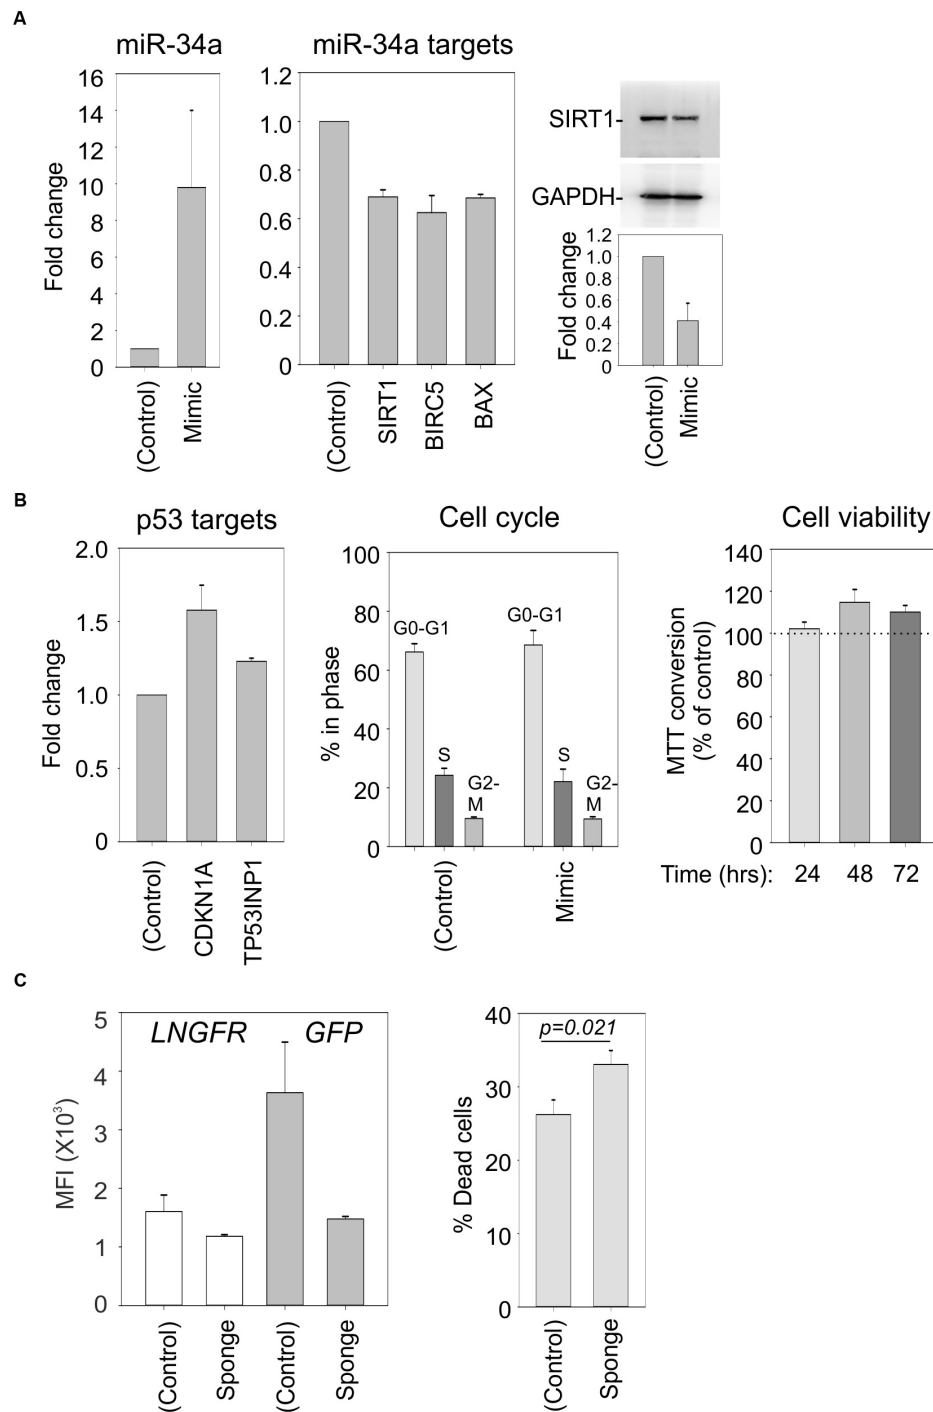 A
miR-34a
Fold change
16
14
12
10
8
6
4
2
0
(Control)
Mimic
miR-34a targets
1.2
1.0
0.8
0.6
0.4
0.2
0
(Control)
SIRT1
BIRC5
BAX
SIRT1-
GAPDH-
Fold change
1.2
1.0
0.8
0.6
0.4
0.2
0
(Control)
Mimic
B
p53 targets
Fold change
2.0
1.5
1.0
0.5
0
(Control)
CDKN1A
TP53INP1
Cell cycle
% in phase
100
80
60
40
20
0
G0-G1
S
G2-
M
G0-G1
S
G2-
M
(Control)
Mimic
Cell viability
MTT conversion
(% of control)
140
120
100
80
60
40
20
0
Time (hrs): 24 48 72
C
MFI (X10³)
5
4
3
2
1
0
LNGFR GFP
(Control)
Sponge
(Control)
Sponge
% Dead cells
40
30
20
10
0
p=0.021
(Control)
Sponge